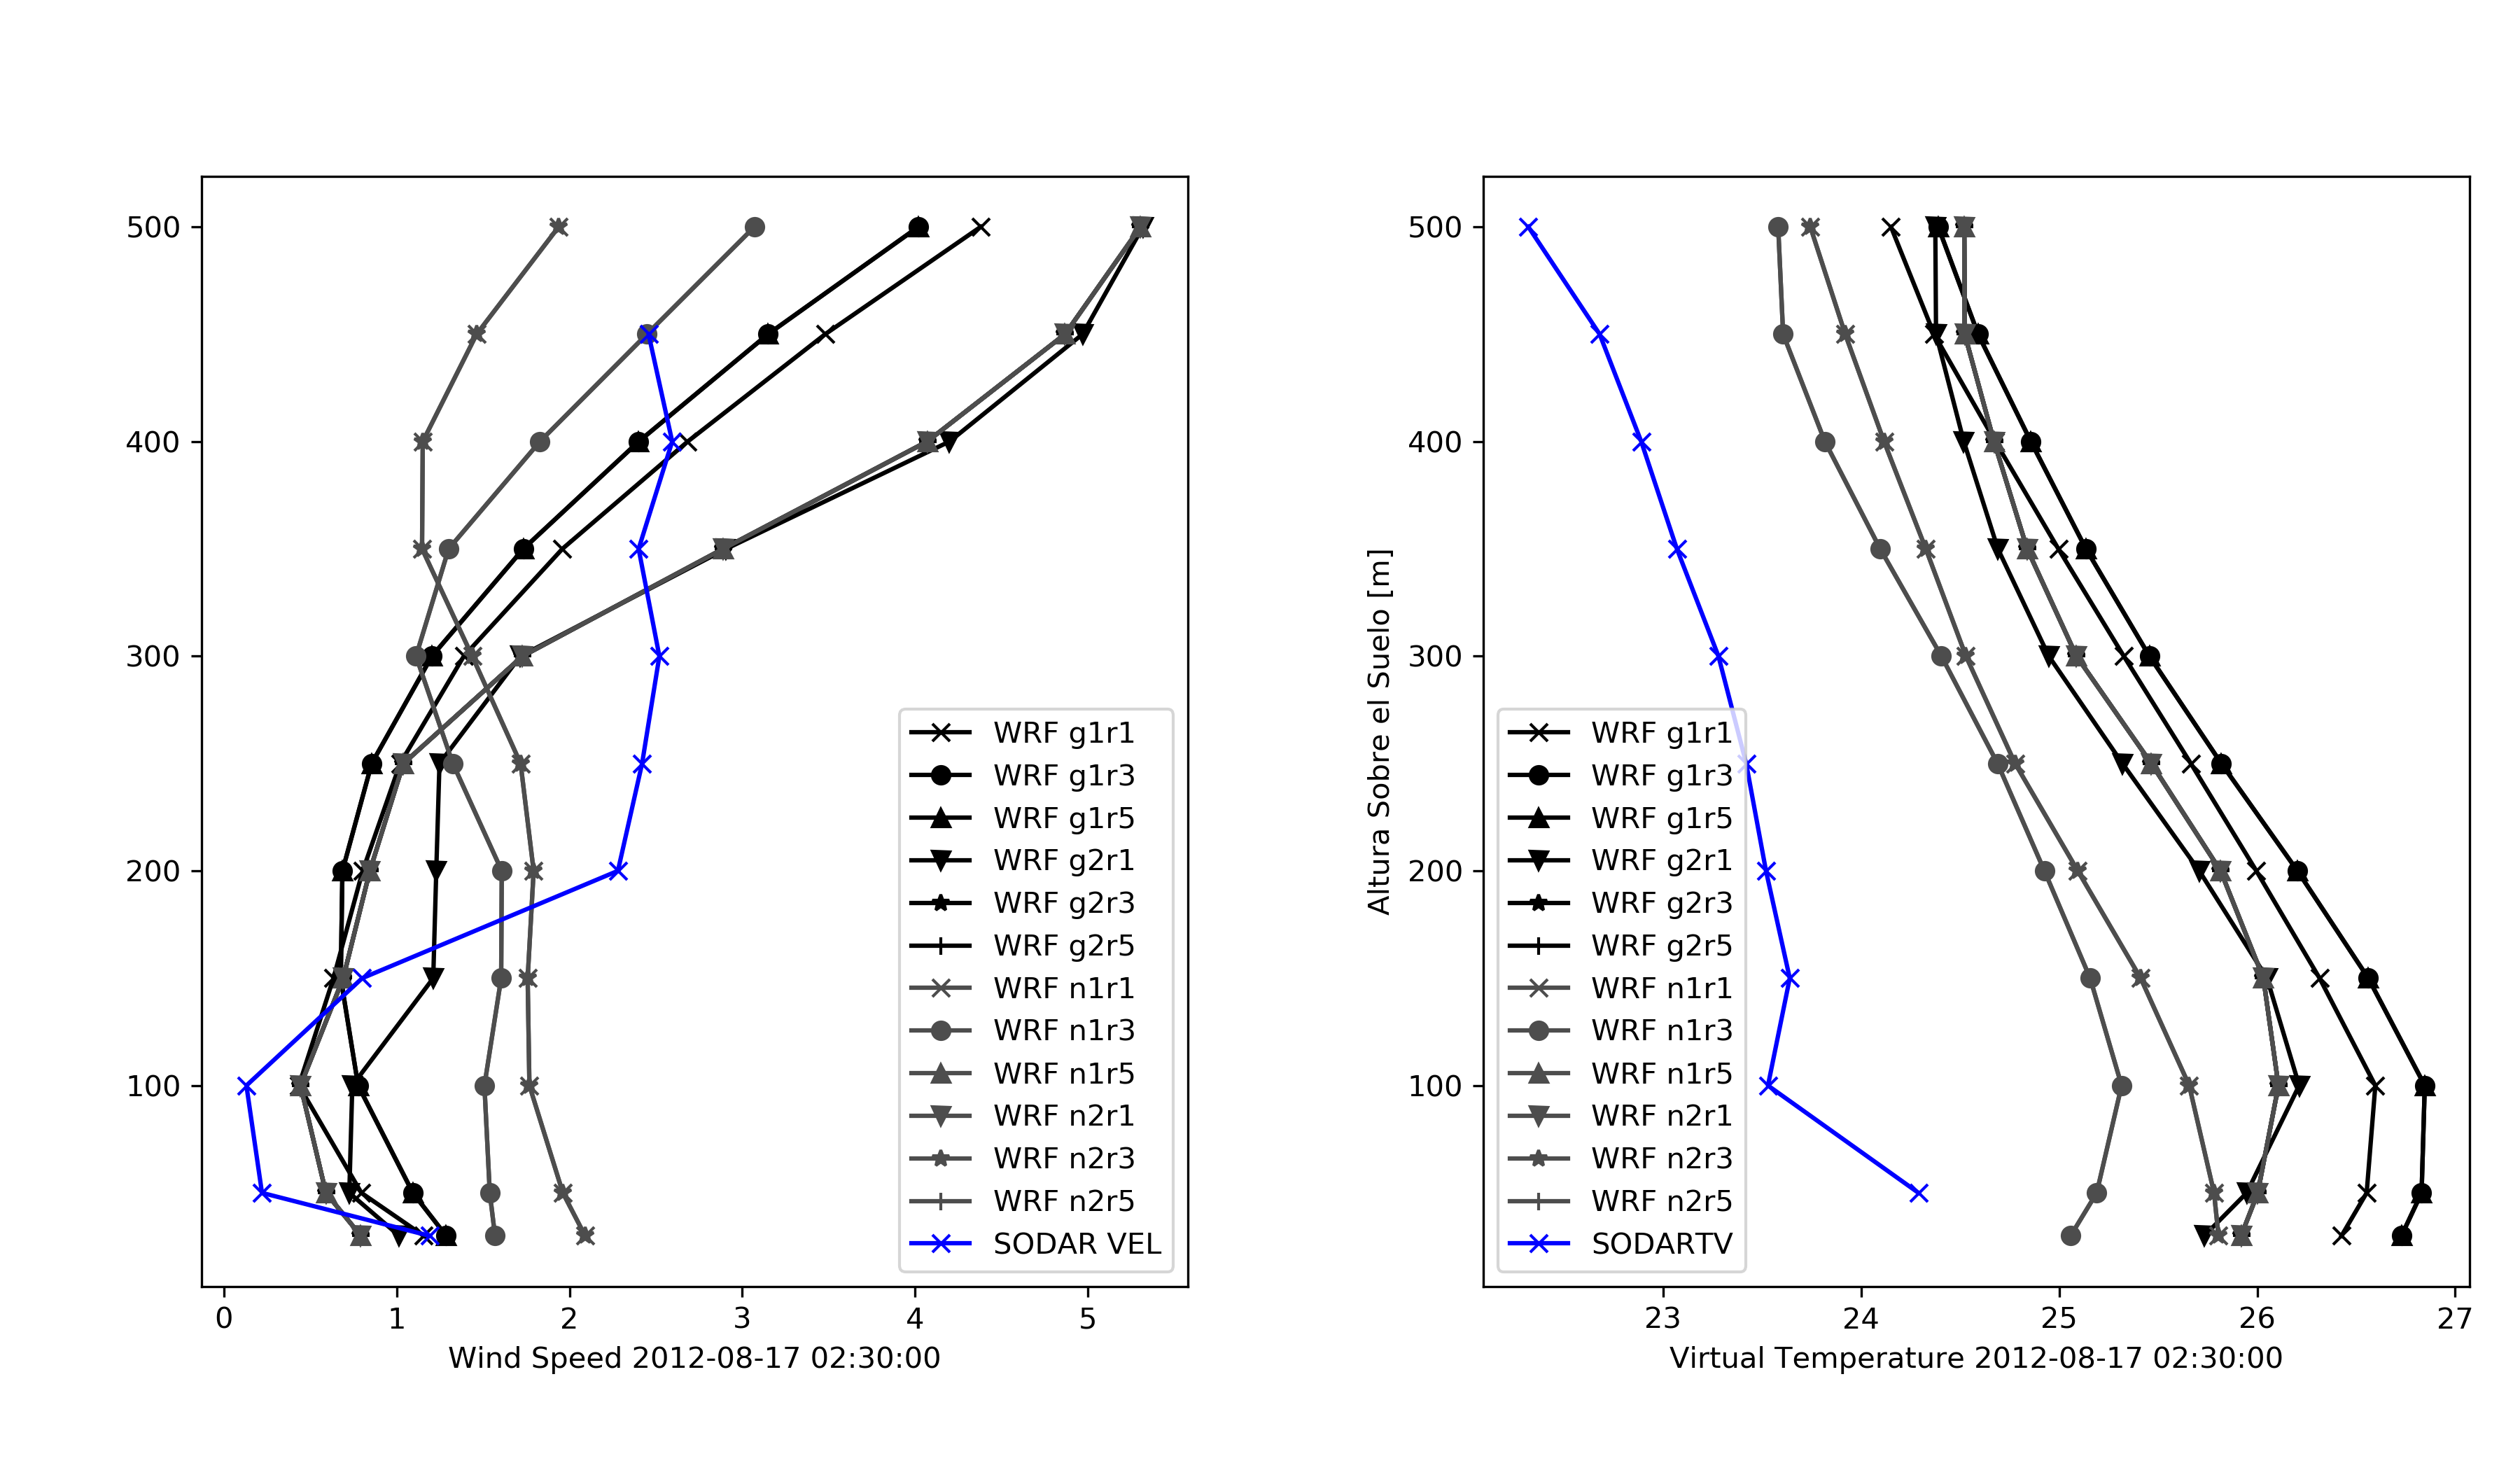 500
400
300
200
100
0 1 2 3 4 5
Wind Speed 2012-08-17 02:30:00
WRF g1r1
WRF g1r3
WRF g1r5
WRF g2r1
WRF g2r3
WRF g2r5
WRF n1r1
WRF n1r3
WRF n1r5
WRF n2r1
WRF n2r3
WRF n2r5
SODAR VEL
Altura Sobre el Suelo [m]
500
400
300
200
100
23 24 25 26 27
Virtual Temperature 2012-08-17 02:30:00
WRF g1r1
WRF g1r3
WRF g1r5
WRF g2r1
WRF g2r3
WRF g2r5
WRF n1r1
WRF n1r3
WRF n1r5
WRF n2r1
WRF n2r3
WRF n2r5
SODARTV